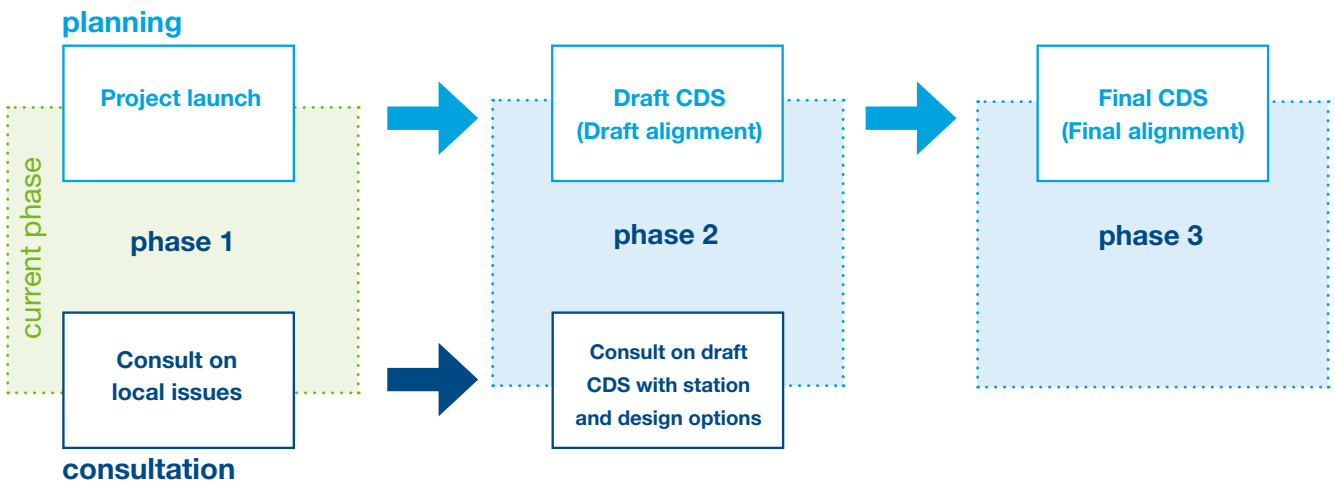 planning
Project launch
Draft CDS
(Draft alignment)
Final CDS
(Final alignment)
current phase
phase 1
phase 2
phase 3
Consult on
local issues
Consult on draft
CDS with station
and design options
consultation